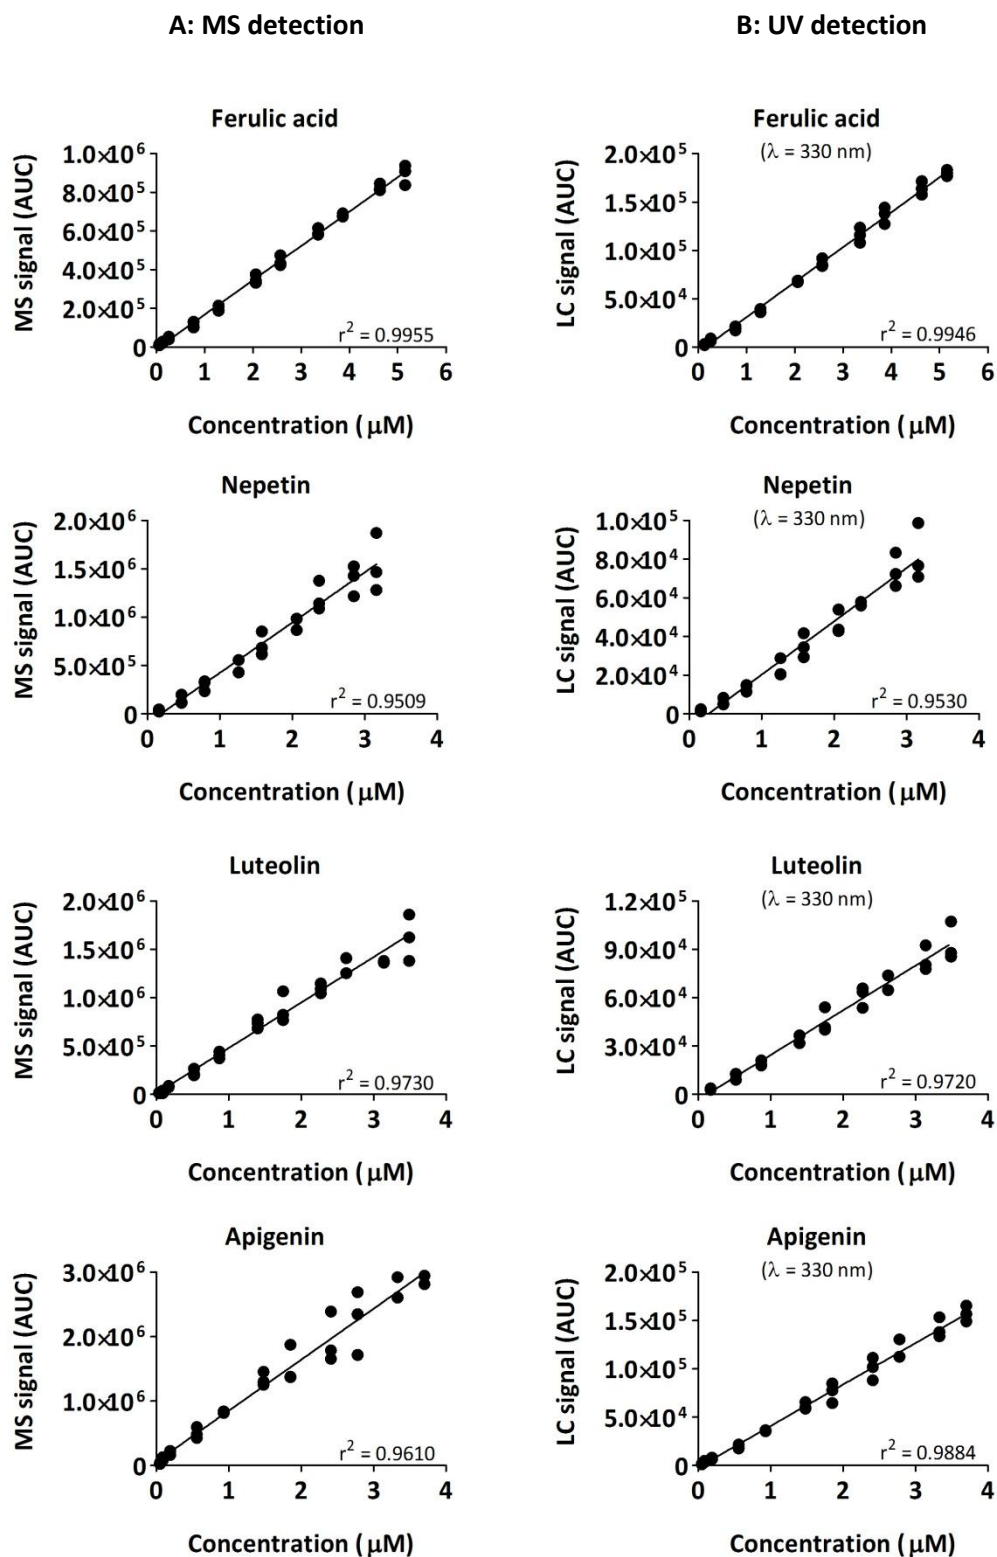 A: MS detection
B: UV detection
Ferulic acid
MS signal (AUC)
1.0×10⁶
8.0×10⁵
6.0×10⁵
4.0×10⁵
2.0×10⁵
0
r² = 0.9955
0 1 2 3 4 5 6
Concentration (μM)
Ferulic acid
(λ = 330 nm)
LC signal (AUC)
2.0×10⁵
1.5×10⁵
1.0×10⁵
5.0×10⁴
0
r² = 0.9946
0 1 2 3 4 5 6
Concentration (μM)
Nepetin
MS signal (AUC)
2.0×10⁶
1.5×10⁶
1.0×10⁶
5.0×10⁵
0
r² = 0.9509
0 1 2 3 4
Concentration (μM)
Nepetin
(λ = 330 nm)
LC signal (AUC)
1.0×10⁵
8.0×10⁴
6.0×10⁴
4.0×10⁴
2.0×10⁴
0
r² = 0.9530
0 1 2 3 4
Concentration (μM)
Luteolin
MS signal (AUC)
2.0×10⁶
1.5×10⁶
1.0×10⁶
5.0×10⁵
0
r² = 0.9730
0 1 2 3 4
Concentration (μM)
Luteolin
(λ = 330 nm)
LC signal (AUC)
1.2×10⁵
9.0×10⁴
6.0×10⁴
3.0×10⁴
0
r² = 0.9720
0 1 2 3 4
Concentration (μM)
Apigenin
MS signal (AUC)
3.0×10⁶
2.0×10⁶
1.0×10⁶
0
r² = 0.9610
0 1 2 3 4
Concentration (μM)
Apigenin
(λ = 330 nm)
LC signal (AUC)
2.0×10⁵
1.5×10⁵
1.0×10⁵
5.0×10⁴
0
r² = 0.9884
0 1 2 3 4
Concentration (μM)